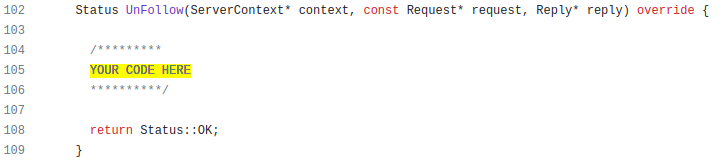 102 Status UnFollow(ServerContext* context, const Request* request, Reply* reply) override {
103
104 /*********
105 YOUR CODE HERE
106 **********/
107
108 return Status::OK;
109 }